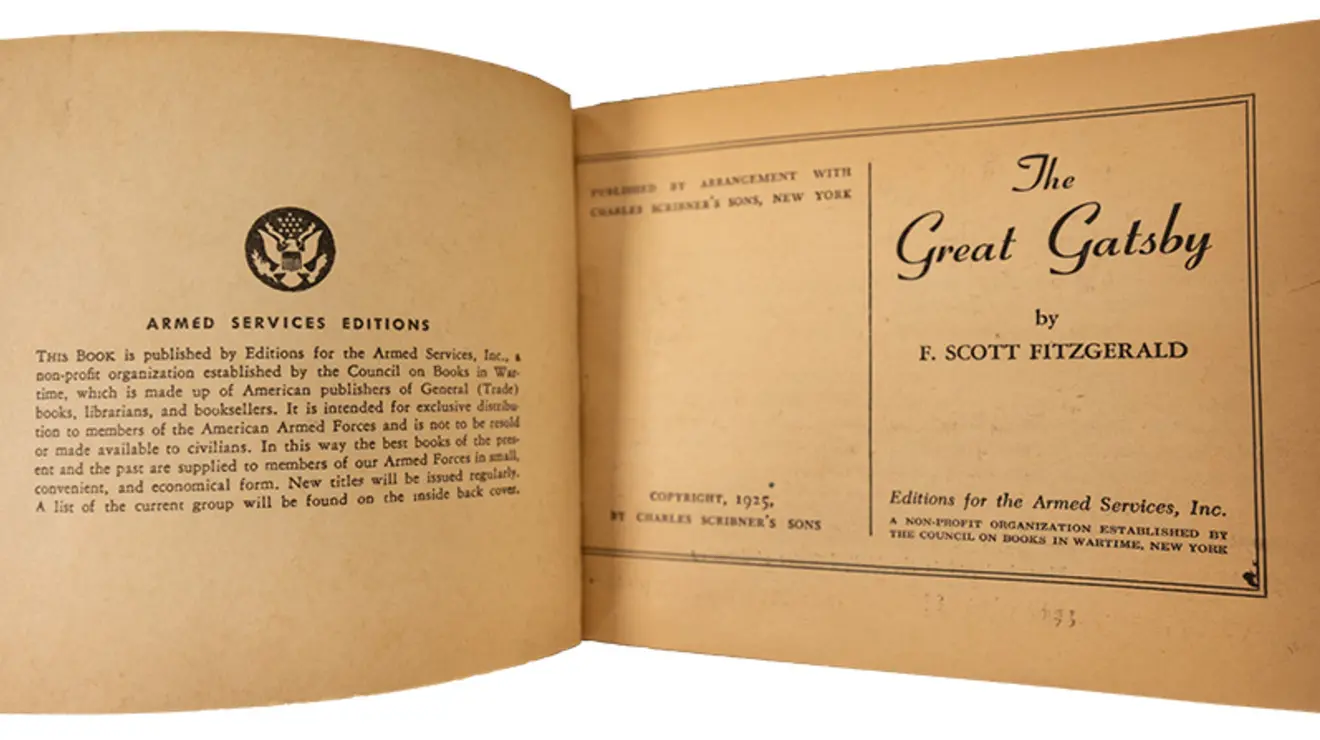 ARMED SERVICES EDITIONS
THIS BOOK is published by Editions for the Armed Services, Inc., a
non-profit organization established by the Council on Books in War-
time, which is made up of American publishers of General (Trade)
books, librarians, and booksellers. It is intended for exclusive distribu-
tion to members of the American Armed Forces and is not to be resold
or made available to civilians. In this way the best books of the pres-
ent and the past are supplied to members of our Armed Forces in small,
convenient, and economical form. New titles will be issued regularly.
A list of the current group will be found on the inside back cover.
PUBLISHED BY ARRANGEMENT WITH
CHARLES SCRIBNER'S SONS, NEW YORK
COPYRIGHT, 1925,
BY CHARLES SCRIBNER'S SONS
The
Great Gatsby
by
F. SCOTT FITZGERALD
Editions for the Armed Services, Inc.
A NON-PROFIT ORGANIZATION ESTABLISHED BY
THE COUNCIL ON BOOKS IN WARTIME, NEW YORK